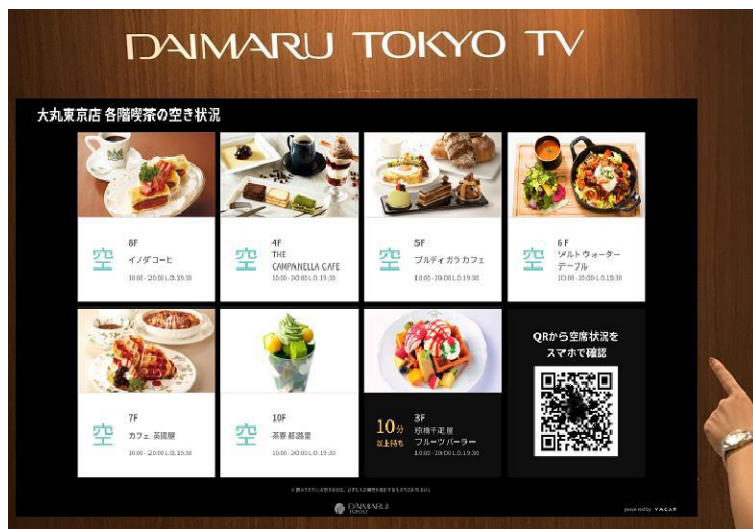 DAIMARU TOKYO TV
大丸東京店 各階喫茶の空き状況
空
8F
イノダコーヒ
10:00 - 20:00 L.O. 19:30
空
4F
THE
CAMPANELLA CAFE
10:00 - 20:00 L.O. 19:30
空
5F
ブルディガラカフェ
10:00 - 20:00 L.O. 19:30
空
6F
ソルトウォーター
テーブル
10:00 - 20:00 L.O. 19:30
空
7F
カフェ 英國屋
10:00 - 20:00 L.O. 19:30
空
10F
茶寮 都路里
10:00 - 20:00 L.O. 19:30
10分
以上待ち
3F
京橋千疋屋
フルーツパーラー
10:00 - 20:00 L.O. 19:30
QRから空席状況を
スマホで確認
DAIMARU
powered by VACAN